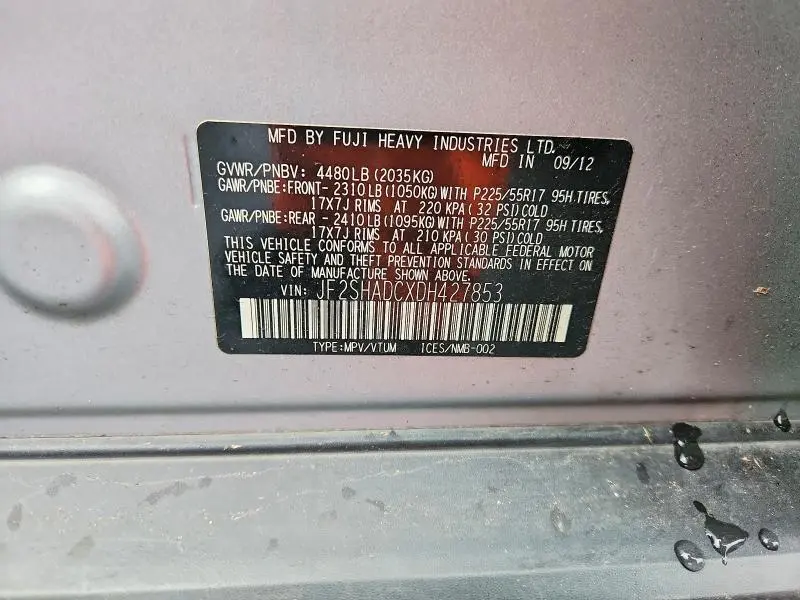 MFD BY FUJI HEAVY INDUSTRIES LTD.
MFD IN 09/12
GVWR/PNBV: 4480LB(2035KG)
GAWR/PNBE:FRONT- 2310LB(1050KG)WITH P225/55R17 95H TIRES,
17X7J RIMS AT 220 KPA(32 PSI)COLD
GAWR/PNBE:REAR - 2410LB(1095KG)WITH P225/55R17 95H TIRES,
17X7J RIMS AT 210 KPA(30 PSI)COLD
THIS VEHICLE CONFORMS TO ALL APPLICABLE FEDERAL MOTOR
VEHICLE SAFETY AND THEFT PREVENTION STANDARDS IN EFFECT ON
THE DATE OF MANUFACTURE SHOWN ABOVE.
VIN: JF2SHADCXDH427853
TYPE:MPV/VTUM 1CES/NMB-002